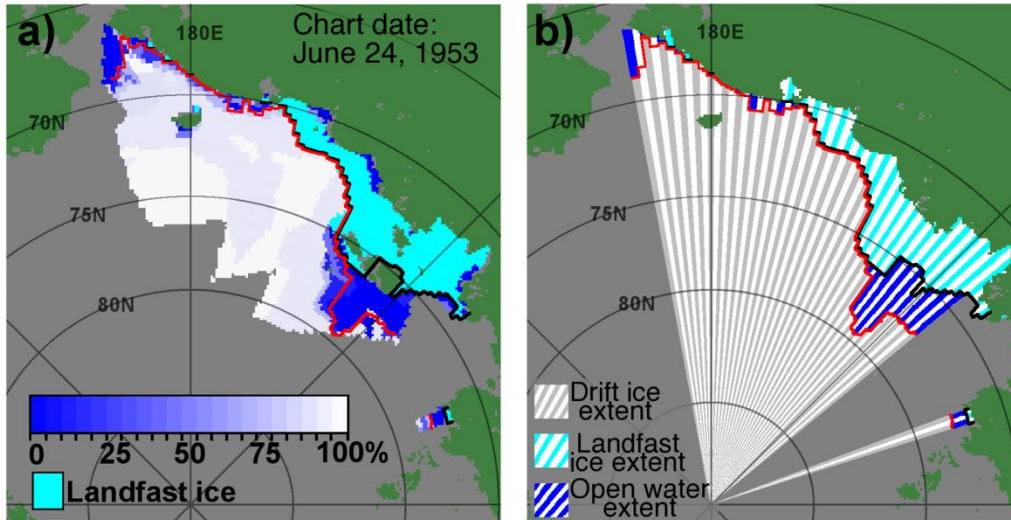 a)
180E
Chart date:
June 24, 1953
70N
75N
80N
0 25 50 75 100%
Landfast ice
b)
180E
70N
75N
80N
Drift ice
extent
Landfast
ice extent
Open water
extent